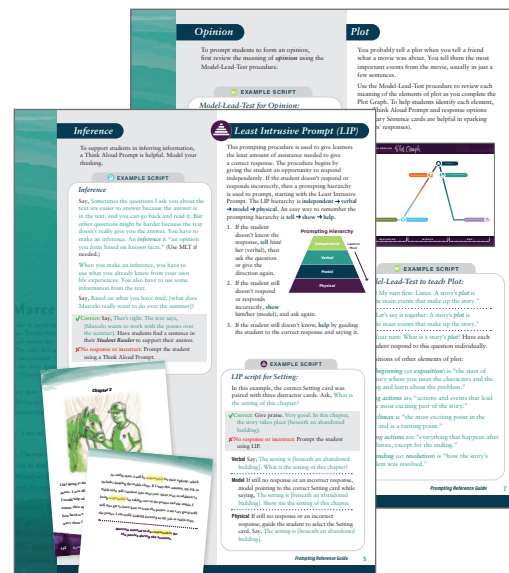 Opinion
To prompt students to form an opinion,
first review the meaning of opinion using the
Model-Lead-Test procedure.
EXAMPLE SCRIPT
Model-Lead-Test for Opinion:
Plot
You probably tell a plot when you tell a friend
what a movie was about. You tell them the most
important events from the movie, usually in just a
few sentences.
Use the Model-Lead-Test procedure to review each
meaning of the elements of plot as you complete the
Plot Graph. To help students identify each element,
Think Aloud Prompt and response options
ary Sentence cards are helpful in sparking
s' responses).
Plot Graph
EXAMPLE SCRIPT
el-Lead-Test to teach Plot:
My turn first: Listen. A story's plot is
e main events that make up the story."
Let's say it together: A story's plot is
e main events that make up the story."
our turn: What is a story's plot? Have each
dent respond to this question individually.
itions of other elements of plot:
beginning (or exposition) is "the start of
ory where you meet the characters and the
g and learn about the problem."
g actions are "actions and events that lead
e most exciting part of the story."
limax is "the most exciting point in the
and is a turning point."
ng actions are "everything that happens after
limax, except for the ending."
nding (or resolution) is "how the story's
lem was resolved."
Prompting Reference Guide 7
Inference
To support students in inferring information,
a Think Aloud Prompt is helpful. Model your
thinking.
EXAMPLE SCRIPT
Inference
Say, Sometimes the questions I ask you about the
text are easier to answer because the answer is
in the text, and you can go back and read it. But
other questions might be harder because the text
doesn't really give you the answer. You have to
make an inference. An inference is "an opinion
you form based on known facts." (Use MLT if
needed.)
When you make an inference, you have to
use what you already know from your own
life experiences. You also have to use some
information from the text.
Say, Based on what you have read, [what does
Marcelo really want to do over the summer]?
✓Correct: Say, That's right. The text says,
[Marcelo wants to work with the ponies over
the summer]. Have students find a sentence in
their Student Reader to support their answer.
✗No response or incorrect: Prompt the student
using a Think Aloud Prompt.
Chapter 2
Least Intrusive Prompt (LIP)
This prompting procedure is used to give learners
the least amount of assistance needed to give
a correct response. The procedure begins by
giving the student an opportunity to respond
independently. If the student doesn't respond or
responds incorrectly, then a prompting hierarchy
is used to prompt, starting with the Least Intrusive
Prompt. The LIP hierarchy is independent ➔ verbal
➔ model ➔ physical. An easy way to remember the
prompting hierarchy is tell ➔ show ➔ help.
1. If the student
doesn't know the
response, tell him/
her (verbal), then
ask the question
or give the
direction again.
2. If the student still
doesn't respond
or responds
incorrectly, show
him/her (model), and ask again.
3. If the student still doesn't know, help by guiding
the student to the correct response and saying it.
Prompting Hierarchy
Independent
Verbal
Model
Physical
EXAMPLE SCRIPT
LIP script for Setting:
In this example, the correct Setting card was
paired with three distractor cards. Ask, What is
the setting of this chapter?
✓Correct: Give praise. Very good. In this chapter,
the story takes place [beneath an abandoned
building].
✗No response or incorrect: Prompt the student
using LIP.
Verbal Say, The setting is [beneath an abandoned
building]. What is the setting of this chapter?
Model If still no response or an incorrect response,
model pointing to the correct Setting card while
saying, The setting is [beneath an abandoned
building]. Show me the setting of this chapter.
Physical If still no response or an incorrect
response, guide the student to select the Setting
card. Say, The setting is [beneath an abandoned
building].
Prompting Reference Guide 5